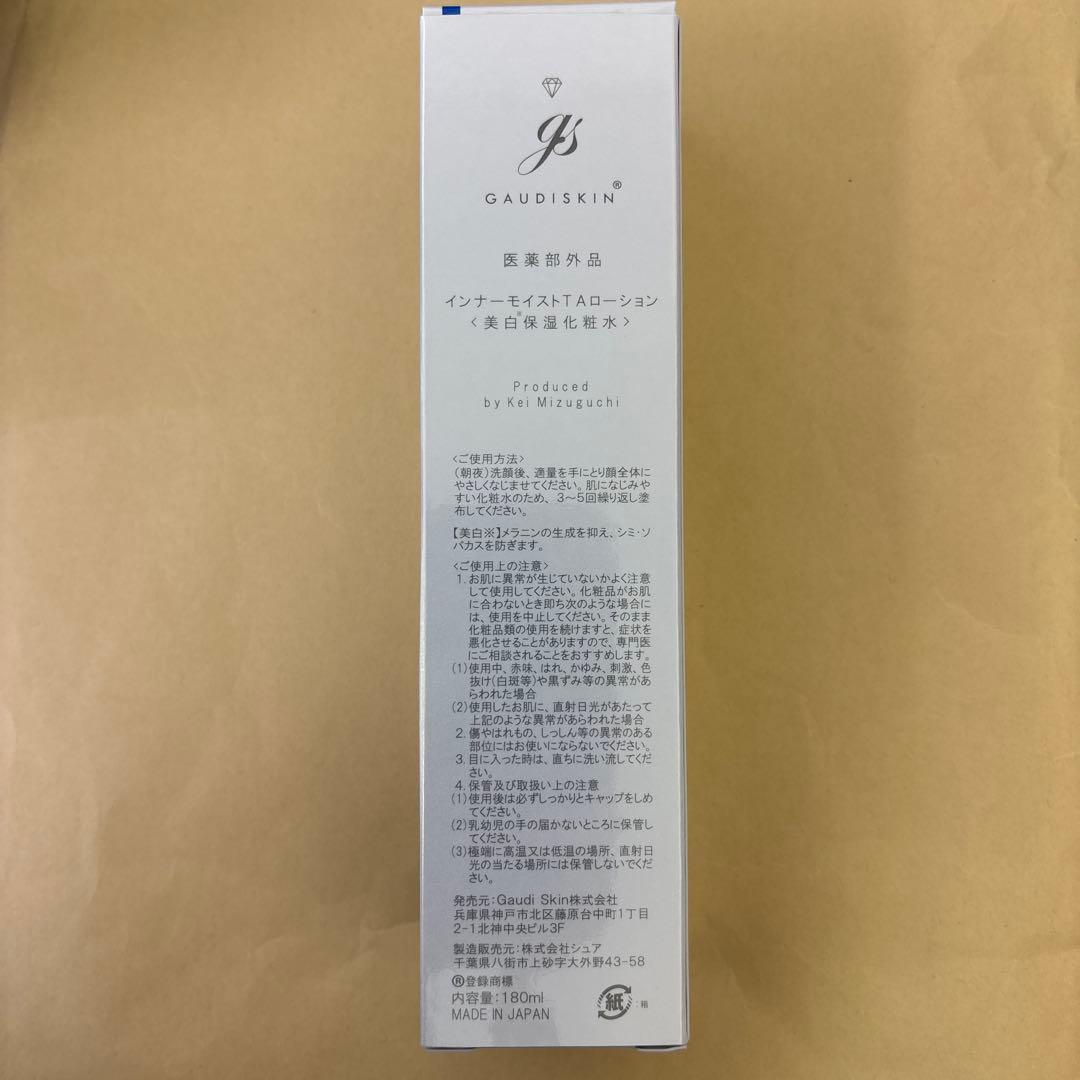 gs
GAUDISKIN®
医薬部外品
インナーモイストTAローション
<美白※保湿化粧水>
Produced
by Kei Mizuguchi
<ご使用方法>
(朝夜)洗顔後、適量を手にとり顔全体に
やさしくなじませてください。肌になじみや
すい化粧水のため、3〜5回繰り返し塗
布してください。
【美白※】メラニンの生成を抑え、シミ・ソ
バカスを防ぎます。
<ご使用上の注意>
1. お肌に異常が生じていないかよく注意
して使用してください。化粧品がお肌
に合わないとき即ち次のような場合に
は、使用を中止してください。そのまま
化粧品類の使用を続けますと、症状を
悪化させることがありますので、専門医
にご相談されることをおすすめします。
(1)使用中、赤味、はれ、かゆみ、刺激、色
抜け(白斑等)や黒ずみ等の異常があ
らわれた場合
(2)使用したお肌に、直射日光があたって
上記のような異常があらわれた場合
2. 傷やはれもの、しっしん等の異常のある
部位にはお使いにならないでください。
3. 目に入った時は、直ちに洗い流してくだ
さい。
4. 保管及び取扱い上の注意
(1)使用後は必ずしっかりとキャップをしめ
てください。
(2)乳幼児の手の届かないところに保管し
てください。
(3)極端に高温又は低温の場所、直射日
光の当たる場所には保管しないでくだ
さい。
発売元:Gaudi Skin株式会社
兵庫県神戸市北区藤原台中町1丁目
2-1北神中央ビル3F
製造販売元:株式会社シュア
千葉県八街市上砂字大外野43-58
®登録商標
内容量:180ml
MADE IN JAPAN
紙 :箱